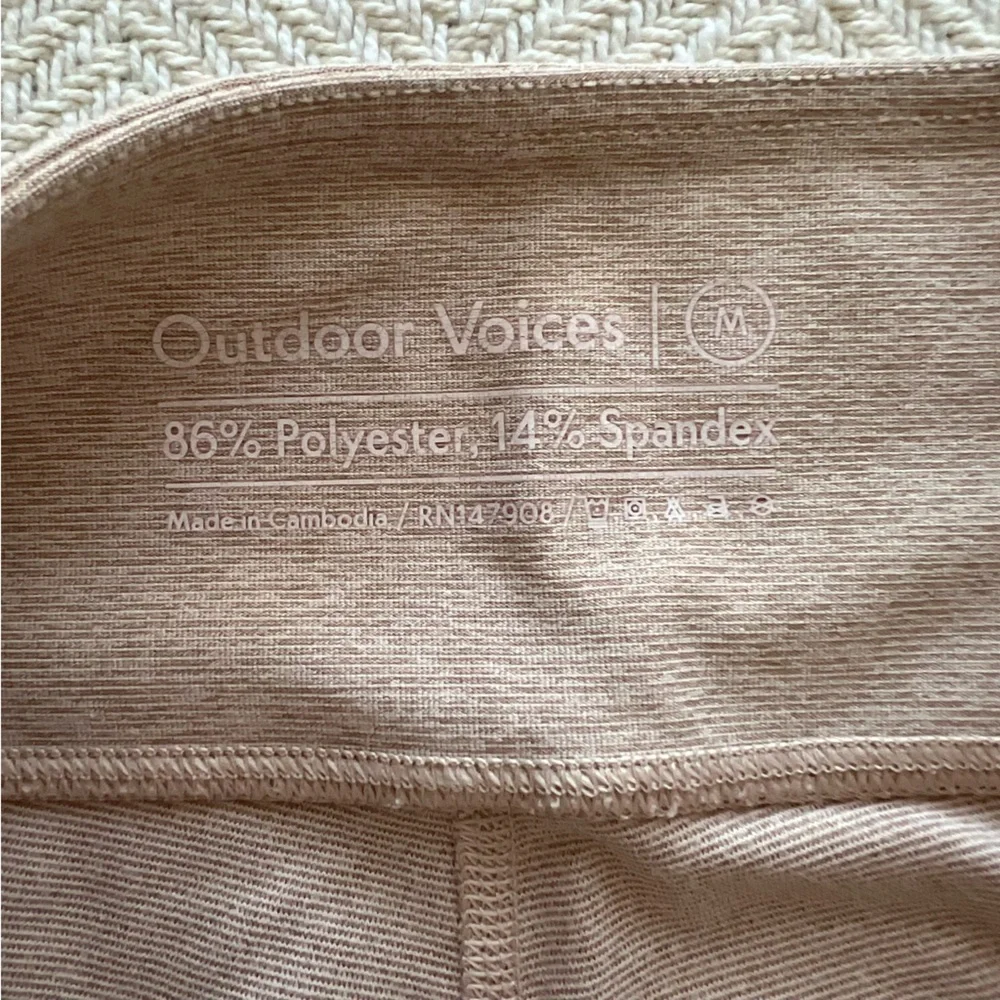 Outdoor Voices | M
86% Polyester, 14% Spandex
Made in Cambodia / RN147908 /